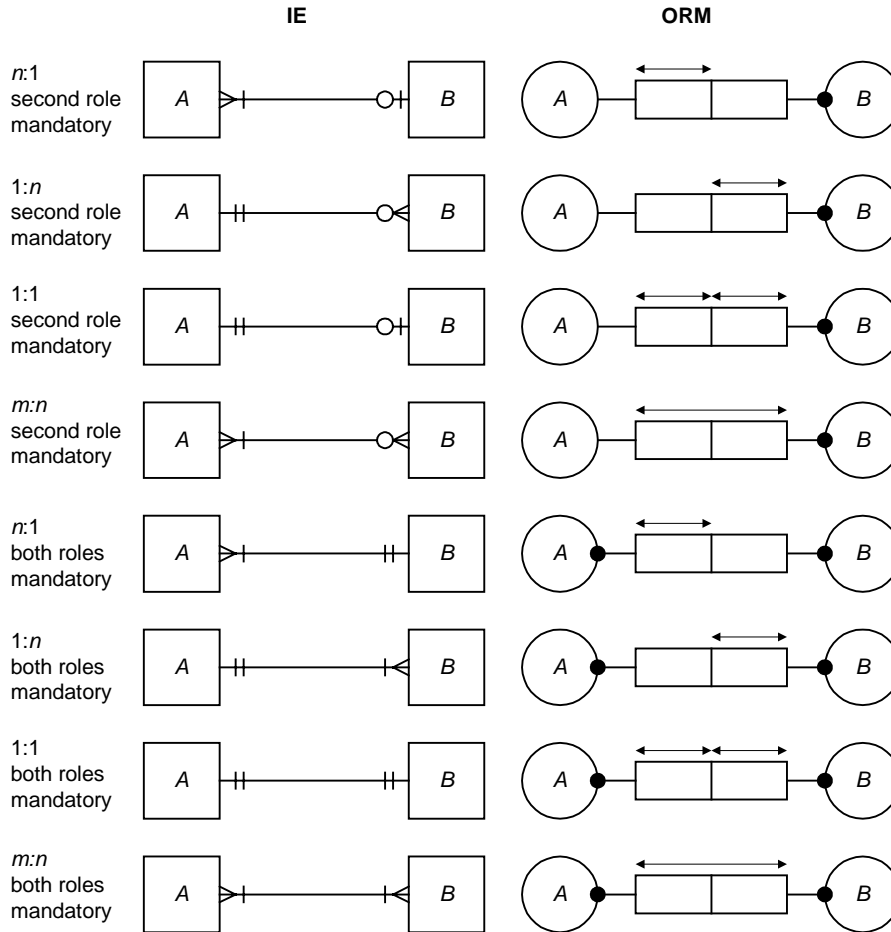 IE ORM
n:1
second role
mandatory
A B A B
1:n
second role
mandatory
A B A B
1:1
second role
mandatory
A B A B
m:n
second role
mandatory
A B A B
n:1
both roles
mandatory
A B A B
1:n
both roles
mandatory
A B A B
1:1
both roles
mandatory
A B A B
m:n
both roles
mandatory
A B A B